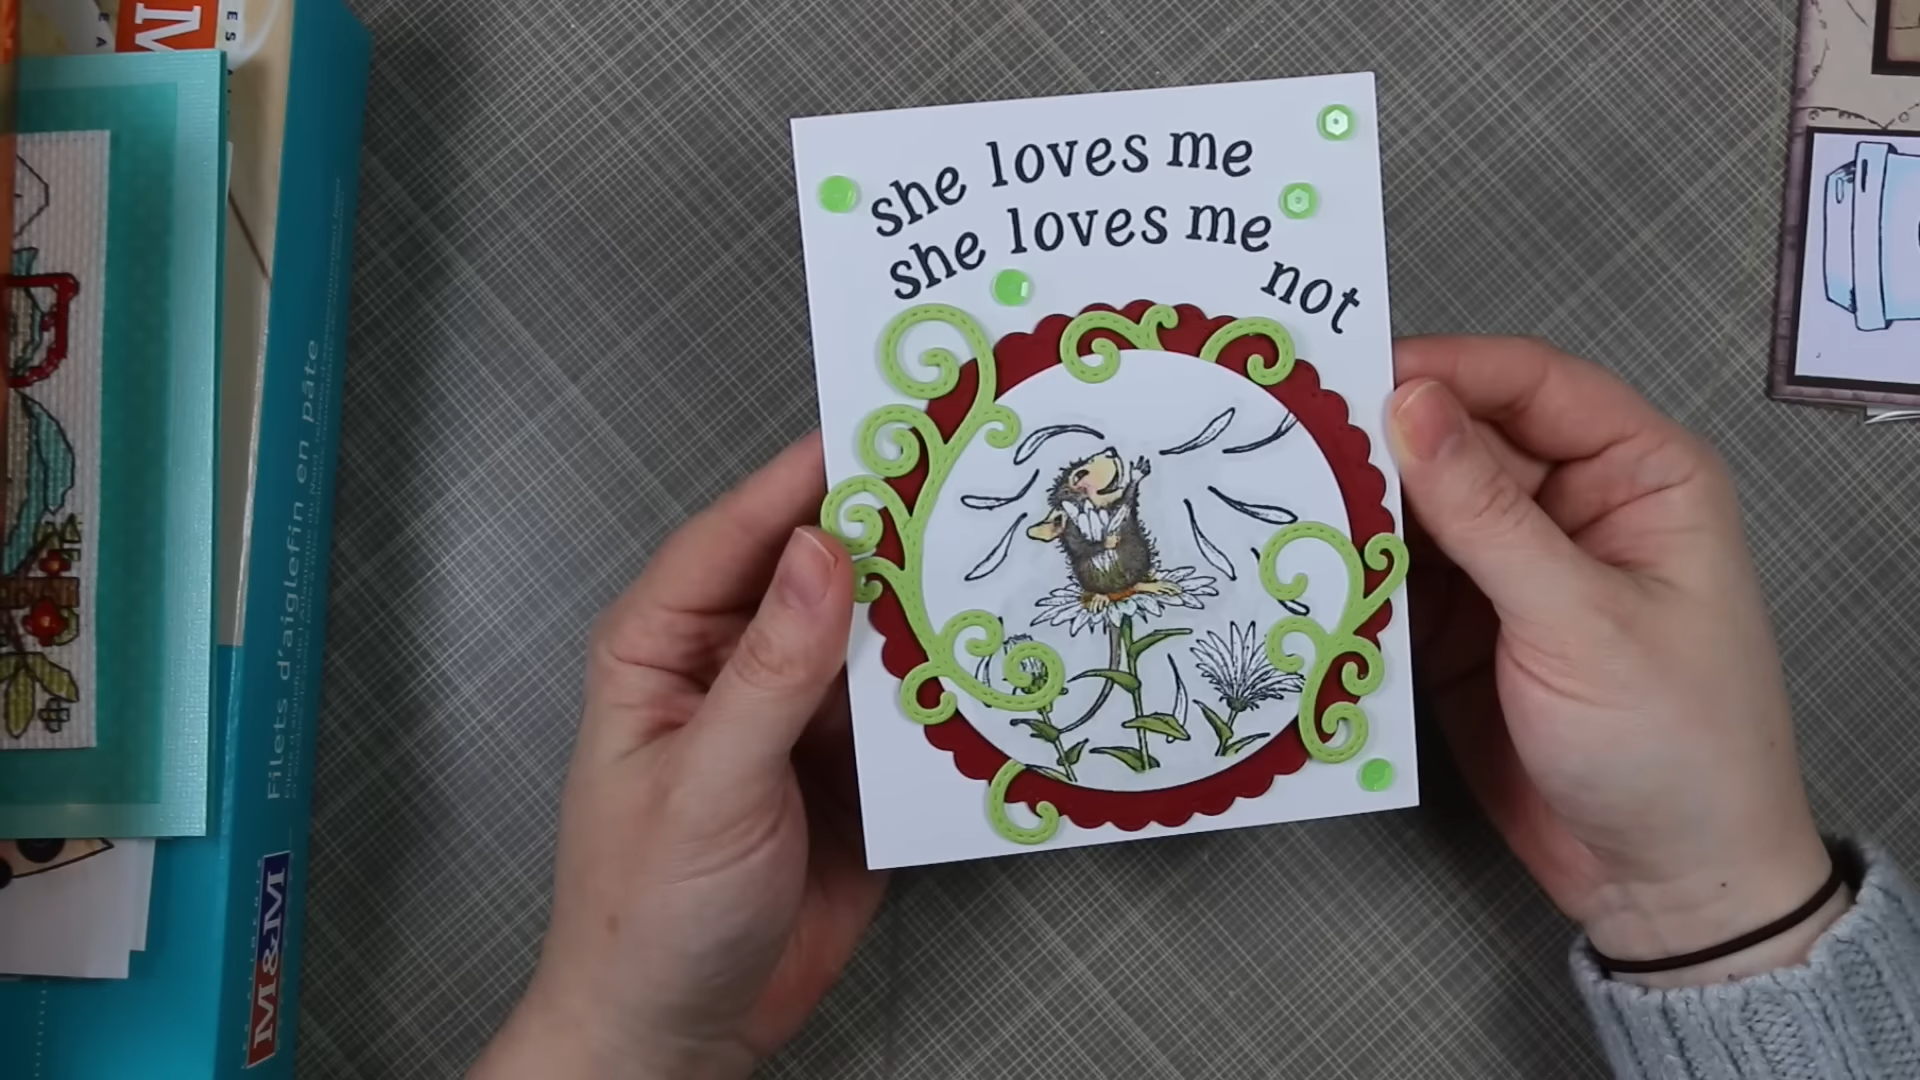 she loves me
she loves me
not
Filets d'aiglefin en pâte
M&M
M